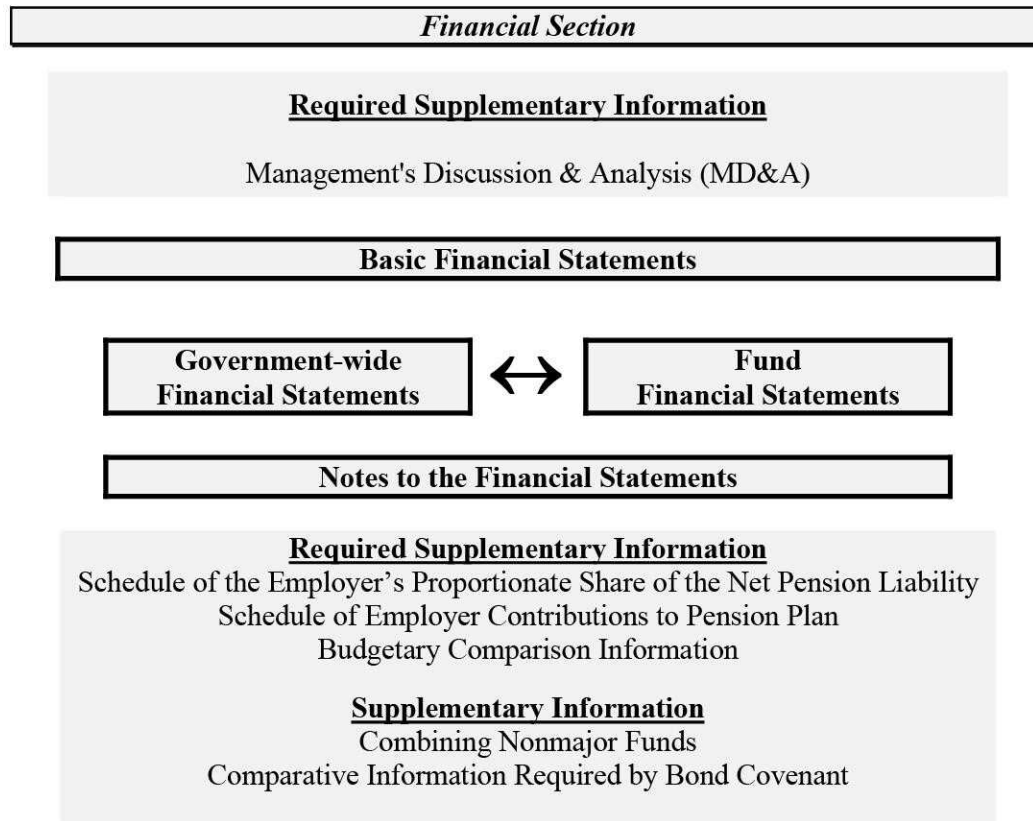 Financial Section
Required Supplementary Information
Management's Discussion & Analysis (MD&A)
Basic Financial Statements
Government-wide
Financial Statements
Fund
Financial Statements
Notes to the Financial Statements
Required Supplementary Information
Schedule of the Employer’s Proportionate Share of the Net Pension Liability
Schedule of Employer Contributions to Pension Plan
Budgetary Comparison Information
Supplementary Information
Combining Nonmajor Funds
Comparative Information Required by Bond Covenant